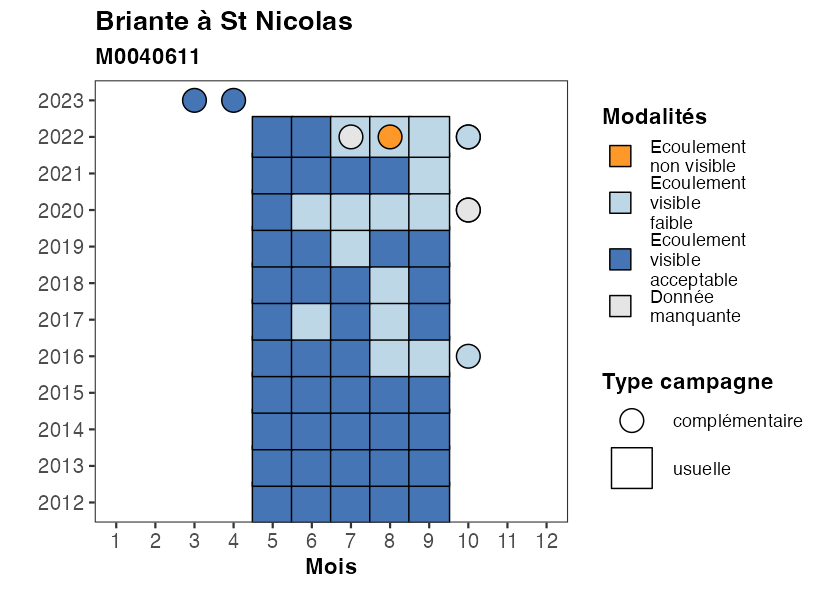 Briante à St Nicolas
M0040611
2023
2022
2021
2020
2019
2018
2017
2016
2015
2014
2013
2012
1 2 3 4 5 6 7 8 9 10 11 12
Mois
Modalités
Ecoulement
non visible
Ecoulement
visible
faible
Ecoulement
visible
acceptable
Donnée
manquante
Type campagne
complémentaire
usuelle